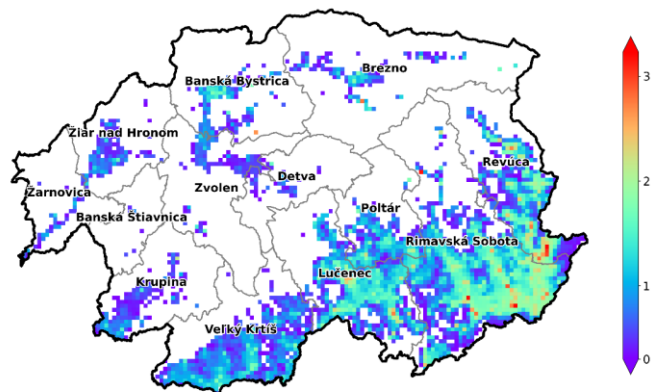 Brezno
Banská Bystrica
Žiar nad Hronom
Revúca
Detva
Zvolen
Žarnovica
Poltár
Banská Štiavnica
Rimavská Sobota
Lučenec
Krupina
Veľký Krtíš
3
2
1
0